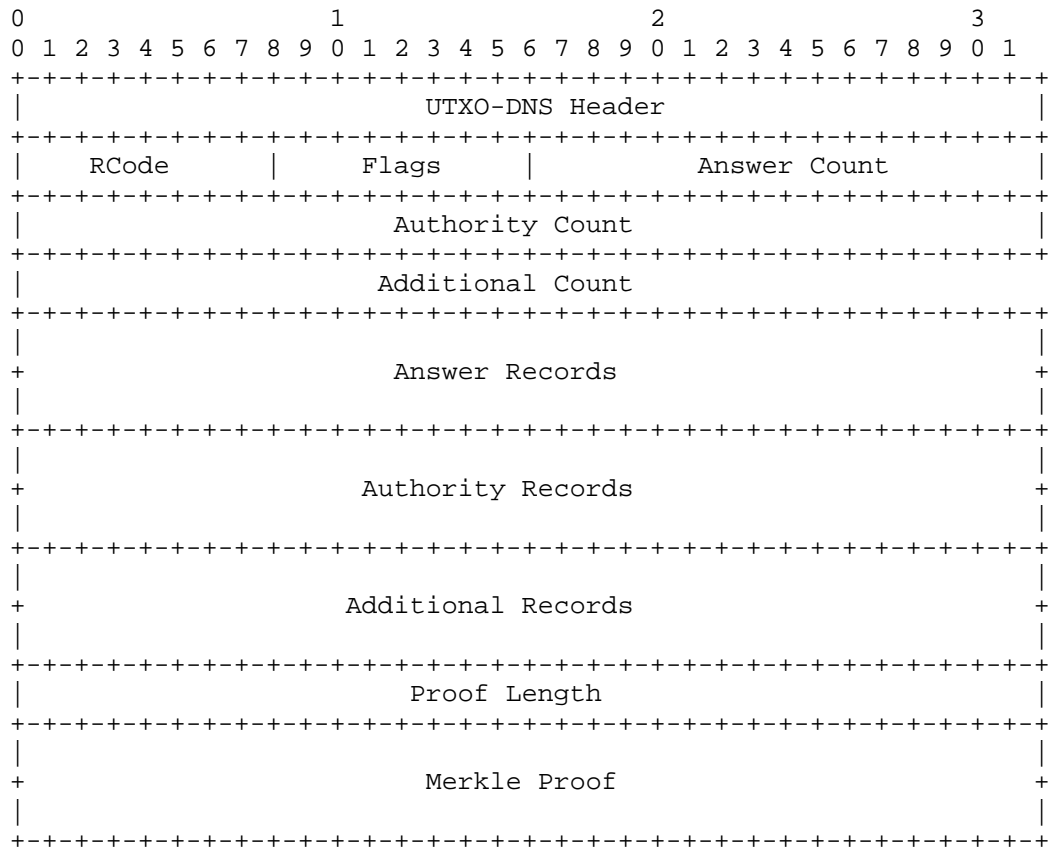 0                   1                   2                   3
0 1 2 3 4 5 6 7 8 9 0 1 2 3 4 5 6 7 8 9 0 1 2 3 4 5 6 7 8 9 0 1
+-+-+-+-+-+-+-+-+-+-+-+-+-+-+-+-+-+-+-+-+-+-+-+-+-+-+-+-+-+-+-+-+
|                         UTXO-DNS Header                       |
+-+-+-+-+-+-+-+-+-+-+-+-+-+-+-+-+-+-+-+-+-+-+-+-+-+-+-+-+-+-+-+-+
|    RCode      |     Flags     |          Answer Count         |
+-+-+-+-+-+-+-+-+-+-+-+-+-+-+-+-+-+-+-+-+-+-+-+-+-+-+-+-+-+-+-+-+
|                       Authority Count                         |
+-+-+-+-+-+-+-+-+-+-+-+-+-+-+-+-+-+-+-+-+-+-+-+-+-+-+-+-+-+-+-+-+
|                      Additional Count
+-+-+-+-+-+-+-+-+-+-+-+-+-+-+-+-+-+-+-+-+-+-+-+-+-+-+-+-+-+-+-+-+
|                                                               |
+                       Answer Records                          +
|                                                               |
+-+-+-+-+-+-+-+-+-+-+-+-+-+-+-+-+-+-+-+-+-+-+-+-+-+-+-+-+-+-+-+-+
|                                                               |
+                     Authority Records                         +
|                                                               |
+-+-+-+-+-+-+-+-+-+-+-+-+-+-+-+-+-+-+-+-+-+-+-+-+-+-+-+-+-+-+-+-+
|                                                               |
+                    Additional Records                         +
|                                                               |
+-+-+-+-+-+-+-+-+-+-+-+-+-+-+-+-+-+-+-+-+-+-+-+-+-+-+-+-+-+-+-+-+
|                        Proof Length                           |
+-+-+-+-+-+-+-+-+-+-+-+-+-+-+-+-+-+-+-+-+-+-+-+-+-+-+-+-+-+-+-+-+
|                                                               |
+                         Merkle Proof                          +
|                                                               |
+-+-+-+-+-+-+-+-+-+-+-+-+-+-+-+-+-+-+-+-+-+-+-+-+-+-+-+-+-+-+-+-+